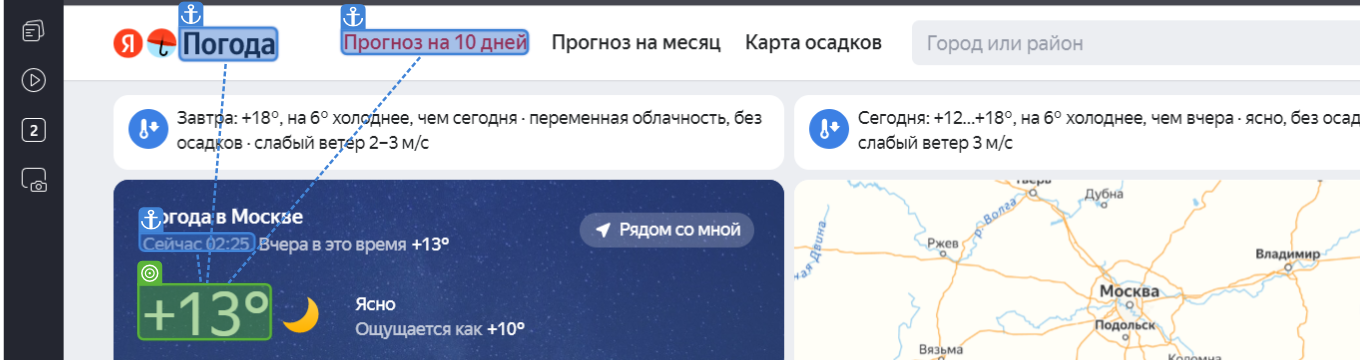 Я Погода Прогноз на 10 дней Прогноз на месяц Карта осадков Город или район
2
Завтра: +18°, на 6° холоднее, чем сегодня · переменная облачность, без
осадков · слабый ветер 2–3 м/с
Сегодня: +12...+18°, на 6° холоднее, чем вчера · ясно, без осад
слабый ветер 3 м/с
огода в Москве
Сейчас 02:25 Вчера в это время +13°
Рядом со мной
+13°
Ясно
Ощущается как +10°
Тверь
Дубна
р. Волга
ная Двина
Ржев
Владимир
Москва
Подольск
Вязьма
Коломна